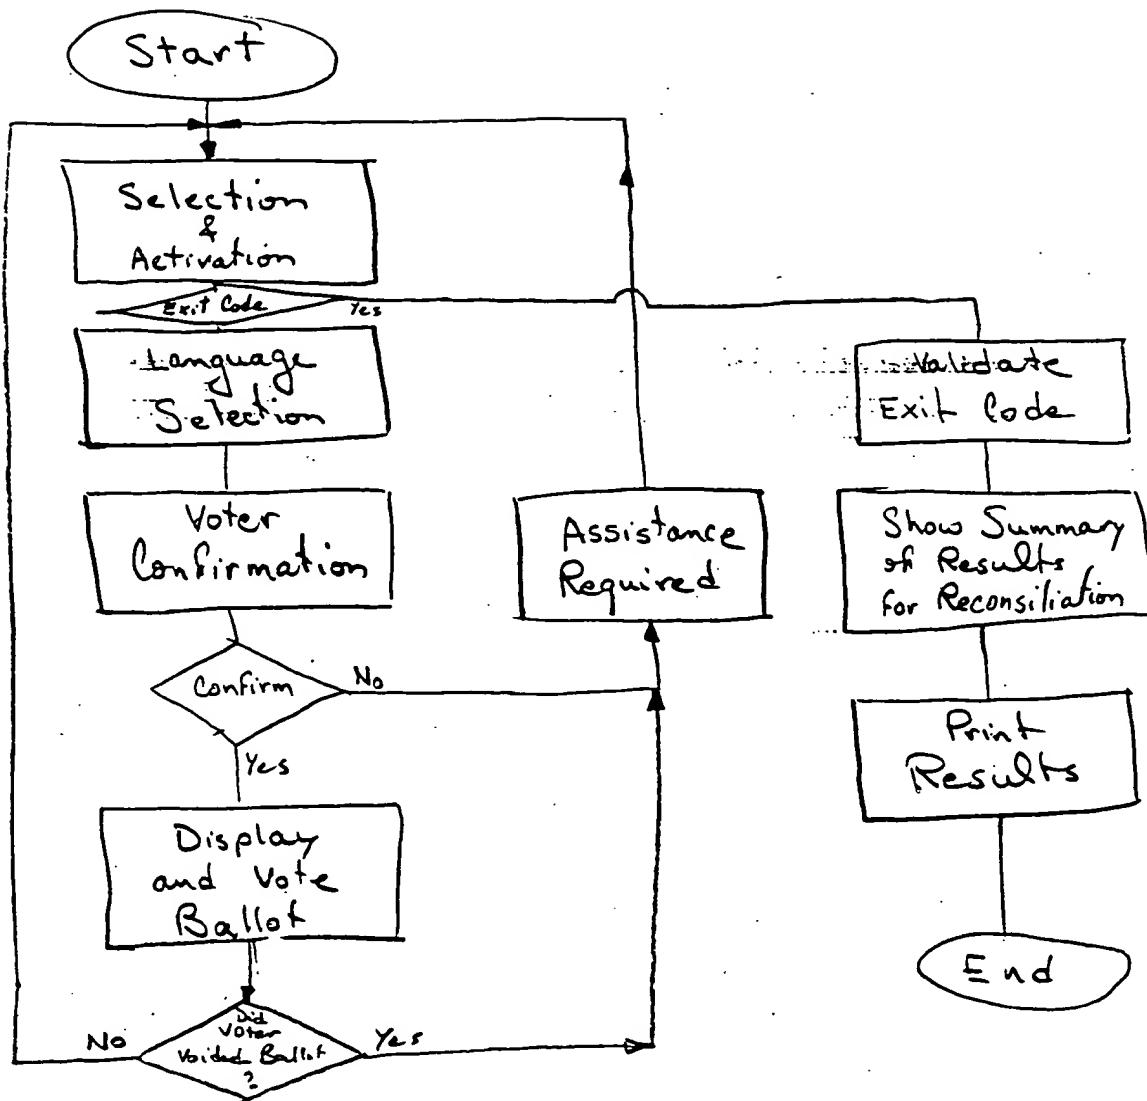 Start
Selection
&
Activation
Exit Code
Yes
Language
Selection
Voter
Confirmation
Confirm
No
Yes
Display
and Vote
Ballot
Did
Voter
Voided Ballot
?
No
Yes
Assistance
Required
Validate
Exit Code
Show Summary
of Results
for Reconsiliation
Print
Results
End